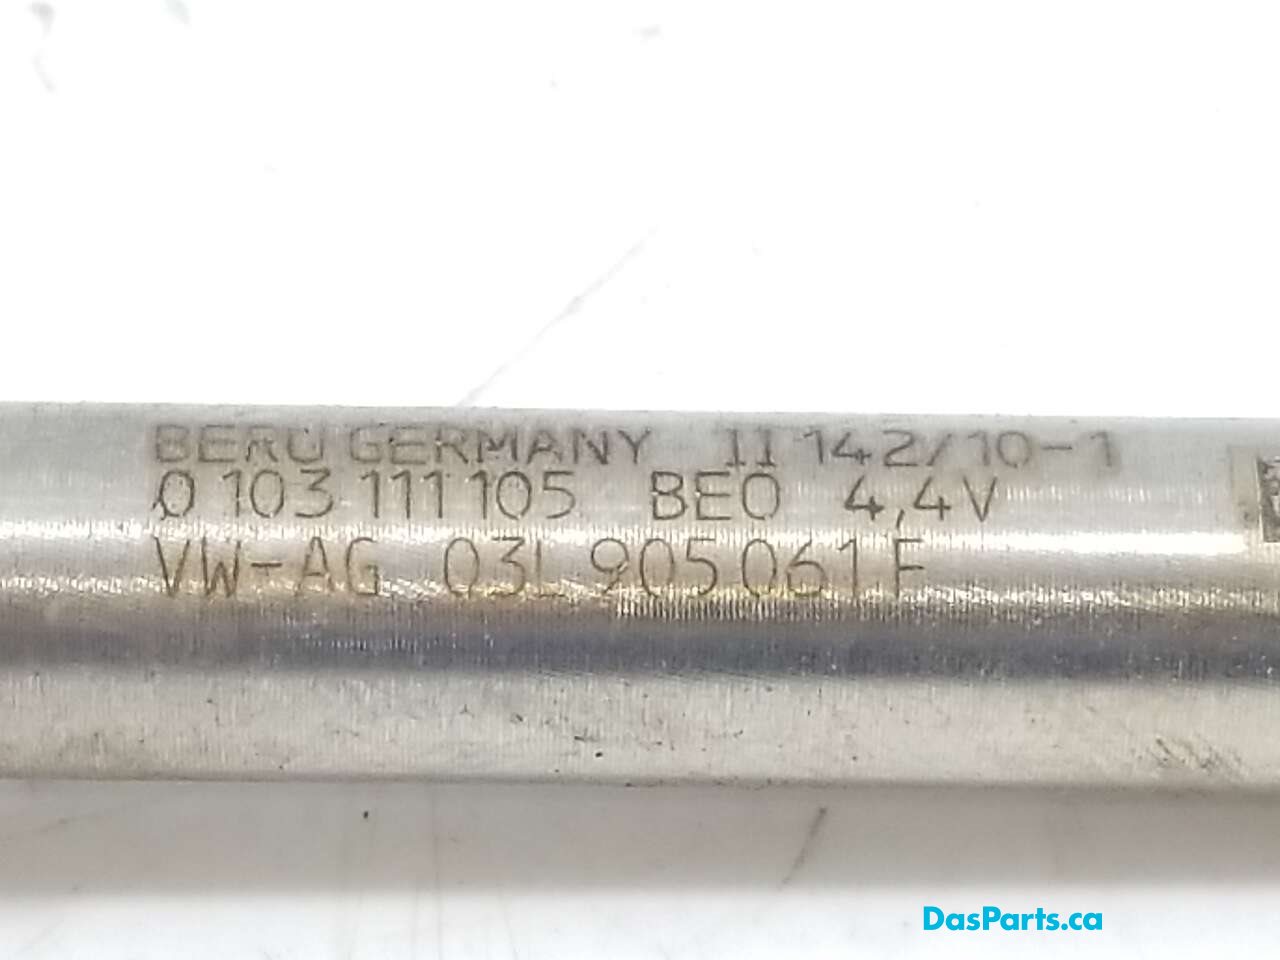 BERU GERMANY II 142/10-1
0 103 111 105 BEO 4,4V
VW-AG 03L 905 061 F
DasParts.ca